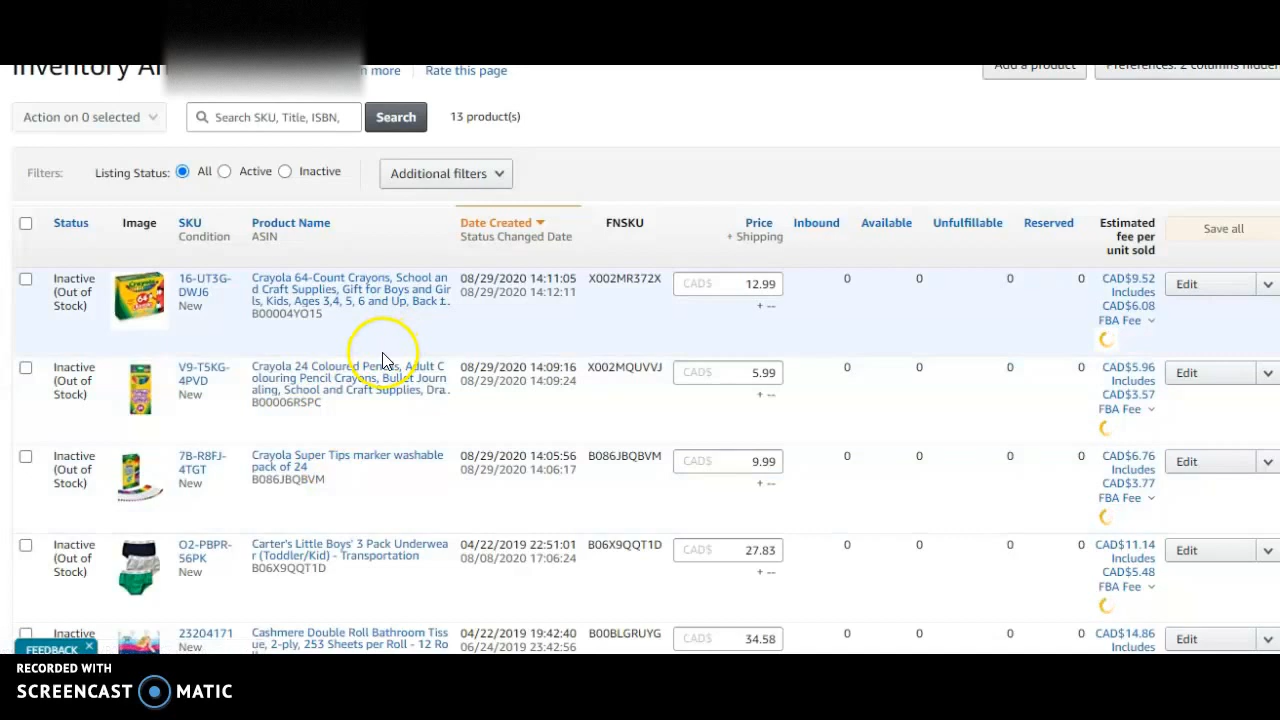 Inventory
n more
Rate this page
Add a product
Preferences: 2 columns hidden
Action on 0 selected
Search SKU, Title, ISBN,
Search
13 product(s)
Filters:
Listing Status:
All
Active
Inactive
Additional filters
Status
Image
SKU
Condition
Product Name
ASIN
Date Created
Status Changed Date
FNSKU
Price
+ Shipping
Inbound
Available
Unfulfillable
Reserved
Estimated
fee per
unit sold
Save all
Inactive
(Out of
Stock)
16-UT3G-
DWJ6
New
Crayola 64-Count Crayons, School an
d Craft Supplies, Gift for Boys and Gir
ls, Kids, Ages 3,4, 5, 6 and Up, Back t..
B00004YO15
08/29/2020 14:11:05
08/29/2020 14:12:11
X002MR372X
CAD$ 12.99
+ --
0
0
0
0
CAD$9.52
Includes
CAD$6.08
FBA Fee
Edit
Inactive
(Out of
Stock)
V9-T5KG-
4PVD
New
Crayola 24 Coloured Pencils, Adult C
olouring Pencil Crayons, Bullet Journ
aling, School and Craft Supplies, Dra..
B00006RSPC
08/29/2020 14:09:16
08/29/2020 14:09:24
X002MQUVVJ
CAD$ 5.99
+ --
0
0
0
0
CAD$5.96
Includes
CAD$3.57
FBA Fee
Edit
Inactive
(Out of
Stock)
7B-R8FJ-
4TGT
New
Crayola Super Tips marker washable
pack of 24
B086JBQBVM
08/29/2020 14:05:56
08/29/2020 14:06:17
B086JBQBVM
CAD$ 9.99
+ --
0
0
0
0
CAD$6.76
Includes
CAD$3.77
FBA Fee
Edit
Inactive
(Out of
Stock)
O2-PBPR-
56PK
New
Carter's Little Boys' 3 Pack Underwea
r (Toddler/Kid) - Transportation
B06X9QQT1D
04/22/2019 22:51:01
08/08/2020 17:06:24
B06X9QQT1D
CAD$ 27.83
+ --
0
0
0
0
CAD$11.14
Includes
CAD$5.48
FBA Fee
Edit
Inactive
23204171
New
Cashmere Double Roll Bathroom Tiss
ue, 2-ply, 253 Sheets per Roll - 12 Ro
04/22/2019 19:42:40
06/24/2020 23:42:56
B00BLGRUYG
CAD$ 34.58
0
0
0
0
CAD$14.86
Includes
Edit
FEEDBACK
RECORDED WITH
SCREENCAST MATIC